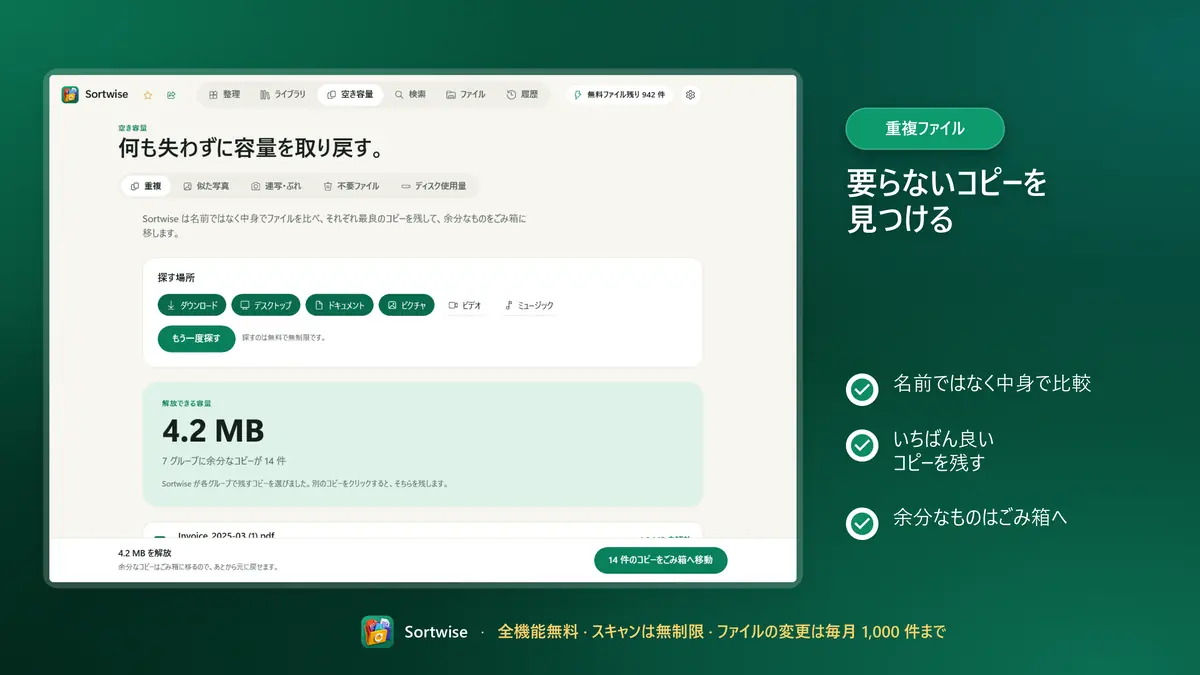 Sortwise
整理
ライブラリ
空き容量
検索
ファイル
履歴
無料ファイル残り 942 件
空き容量
何も失わずに容量を取り戻す。
重複
似た写真
連写・ぶれ
不要ファイル
ディスク使用量
Sortwise は名前ではなく中身でファイルを比べ、それぞれ最良のコピーを残して、余分なものをごみ箱に
移します。
探す場所
ダウンロード
デスクトップ
ドキュメント
ピクチャ
ビデオ
ミュージック
もう一度探す
探すのは無料で無制限です。
解放できる容量
4.2 MB
7 グループに余分なコピーが 14 件
Sortwise が各グループで残すコピーを選びました。別のコピーをクリックすると、そちらを残します。
Invoice_2025-03 (1).pdf
4.2 MB を解放
余分なコピーはごみ箱に移るので、あとから元に戻せます。
14 件のコピーをごみ箱へ移動
重複ファイル
要らないコピーを
見つける
名前ではなく中身で比較
いちばん良い
コピーを残す
余分なものはごみ箱へ
Sortwise · 全機能無料 · スキャンは無制限 · ファイルの変更は毎月 1,000 件まで